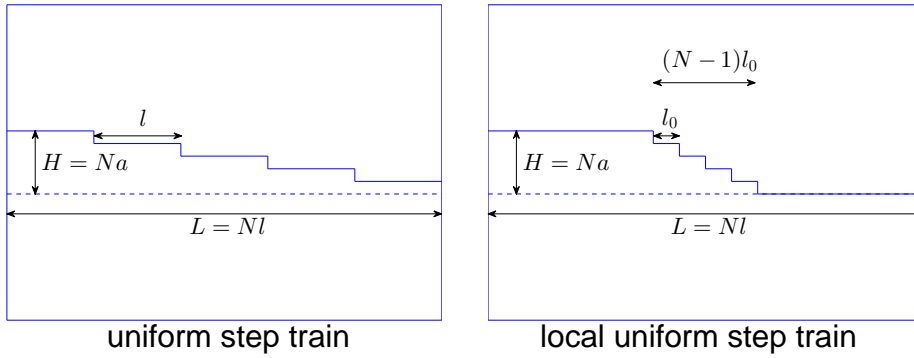 l
H = Na
L = Nl
uniform step train
(N − 1)l₀
l₀
H = Na
L = Nl
local uniform step train